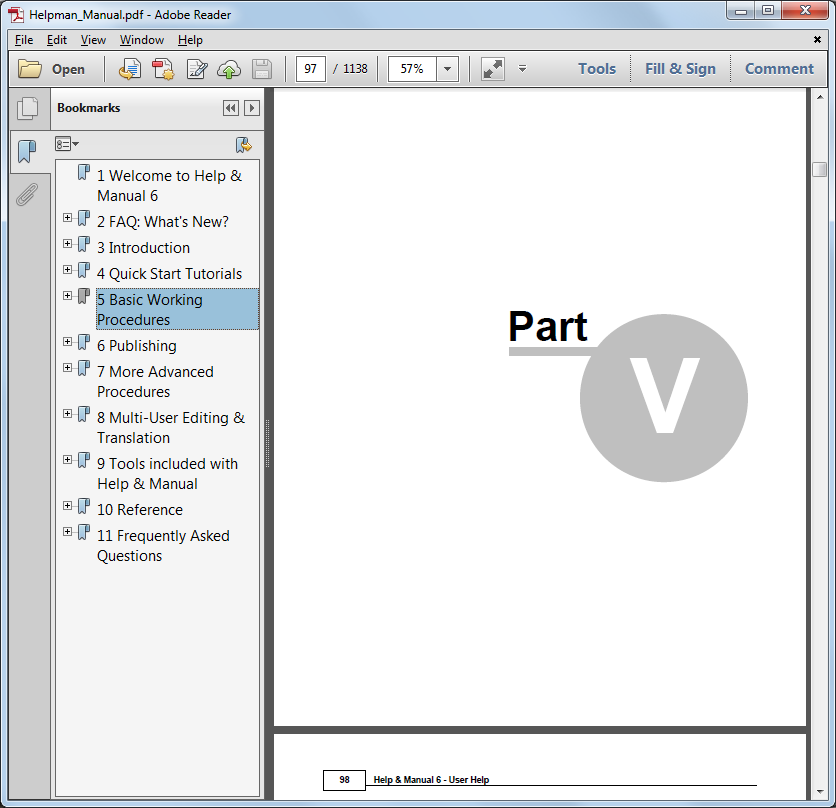 Helpman_Manual.pdf - Adobe Reader
File Edit View Window Help
Open 97 / 1138 57% Tools Fill & Sign Comment
Bookmarks
1 Welcome to Help &
Manual 6
2 FAQ: What's New?
3 Introduction
4 Quick Start Tutorials
5 Basic Working
Procedures
6 Publishing
7 More Advanced
Procedures
8 Multi-User Editing &
Translation
9 Tools included with
Help & Manual
10 Reference
11 Frequently Asked
Questions
Part
V
98 Help & Manual 6 - User Help